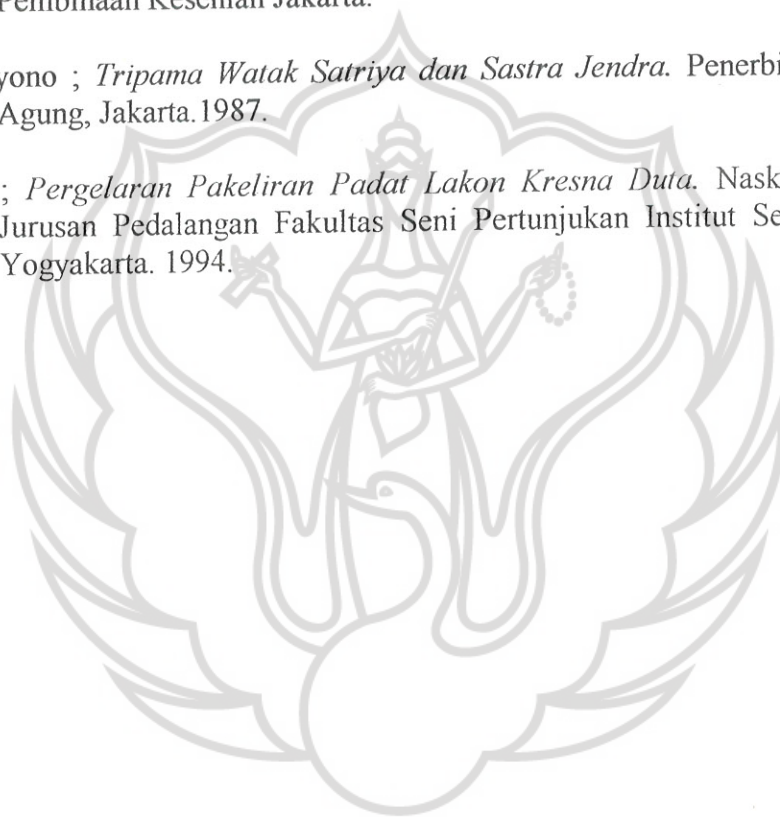 Pembinaan Kesenian Jakarta.
yono ; Tripama Watak Satriya dan Sastra Jendra. Penerbi
Agung, Jakarta.1987.
; Pergelaran Pakeliran Padat Lakon Kresna Duta. Nask
Jurusan Pedalangan Fakultas Seni Pertunjukan Institut Se
Yogyakarta. 1994.